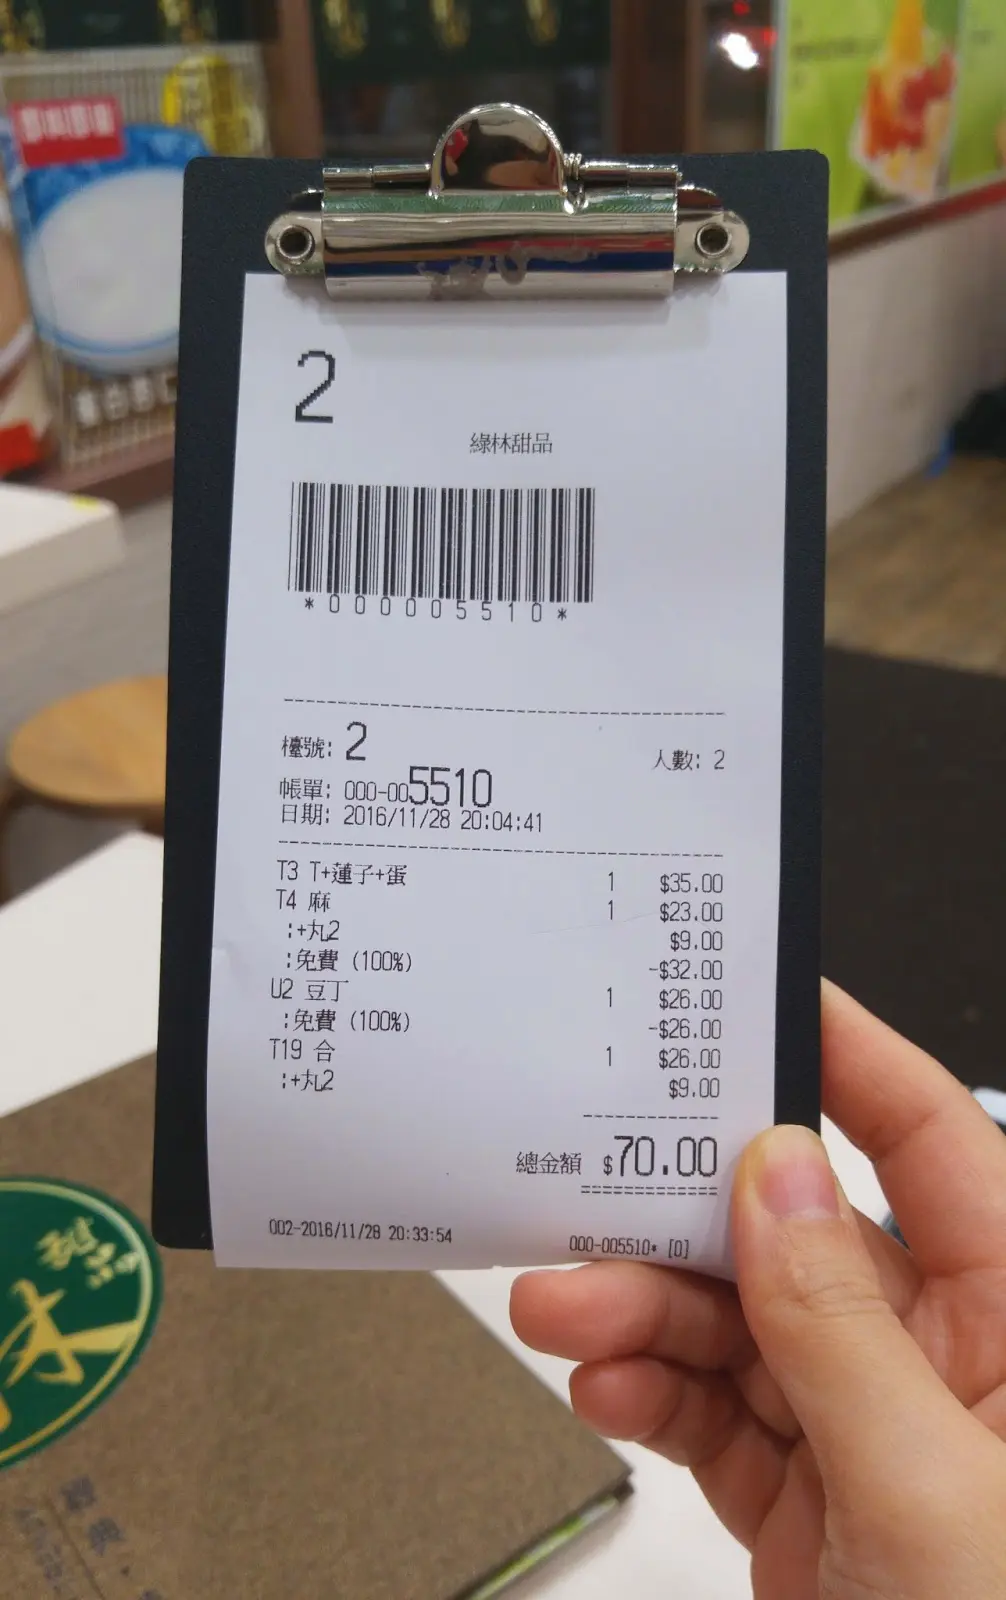 2
綠林甜品
*000005510*
檯號: 2
人數: 2
帳單: 000-005510
日期: 2016/11/28 20:04:41
T3 T+蓮子+蛋 1 $35.00
T4 麻 1 $23.00
:+丸2 $9.00
:免費 (100%) -$32.00
U2 豆丁 1 $26.00
:免費 (100%) -$26.00
T19 合 1 $26.00
:+丸2 $9.00
總金額 $70.00
002-2016/11/28 20:33:54
000-005510* [0]
甜品
林